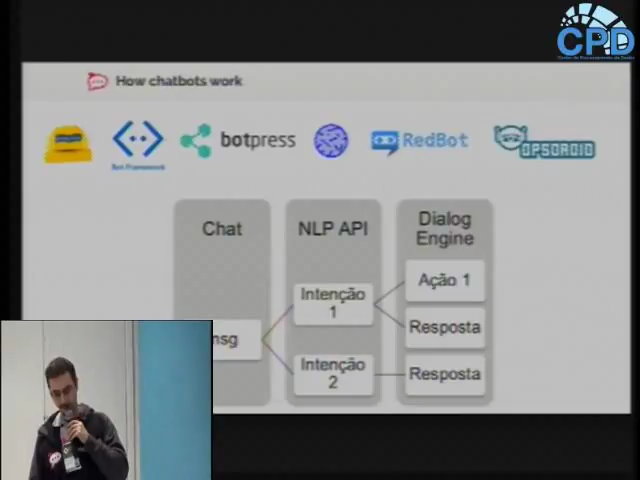 CPD
How chatbots work
Bot Framework
botpress
RedBot
OPSDROID
Chat
NLP API
Dialog
Engine
Intenção
1
Ação 1
msg
Resposta
Intenção
2
Resposta